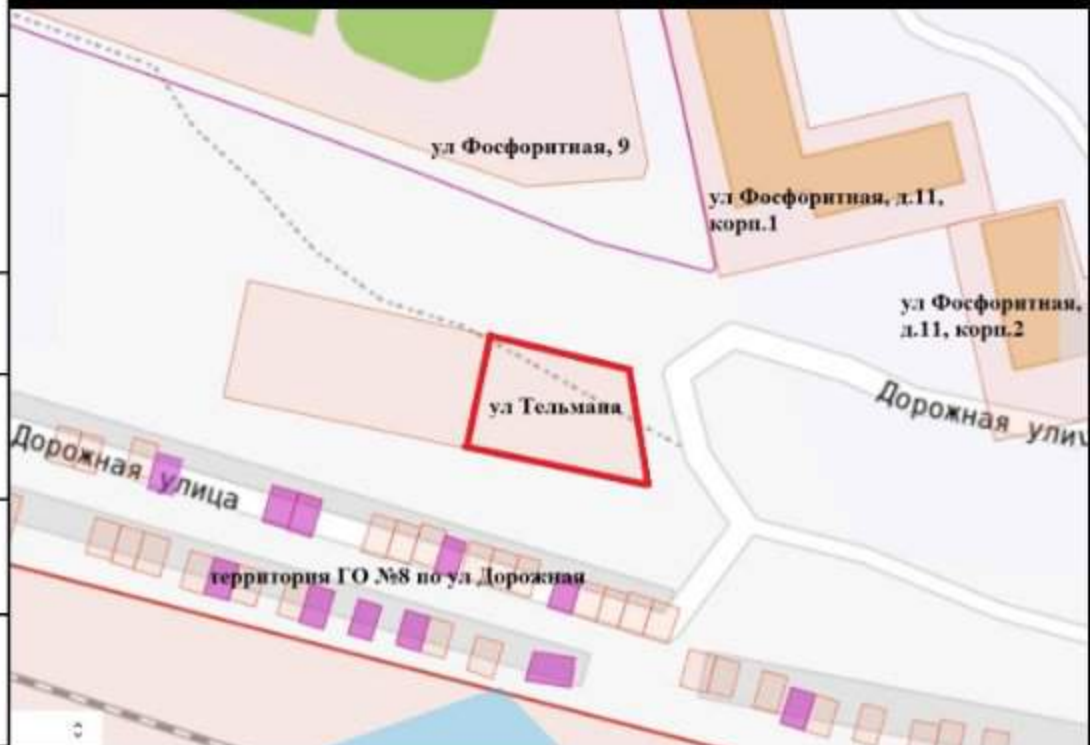 ул Фосфоритная, 9
ул Фосфоритная, д.11,
корп.1
ул Фосфоритная,
д.11, корп.2
Дорожная
ул Тельмана
Дорожная улица
территория ГО №8 по ул Дорожная